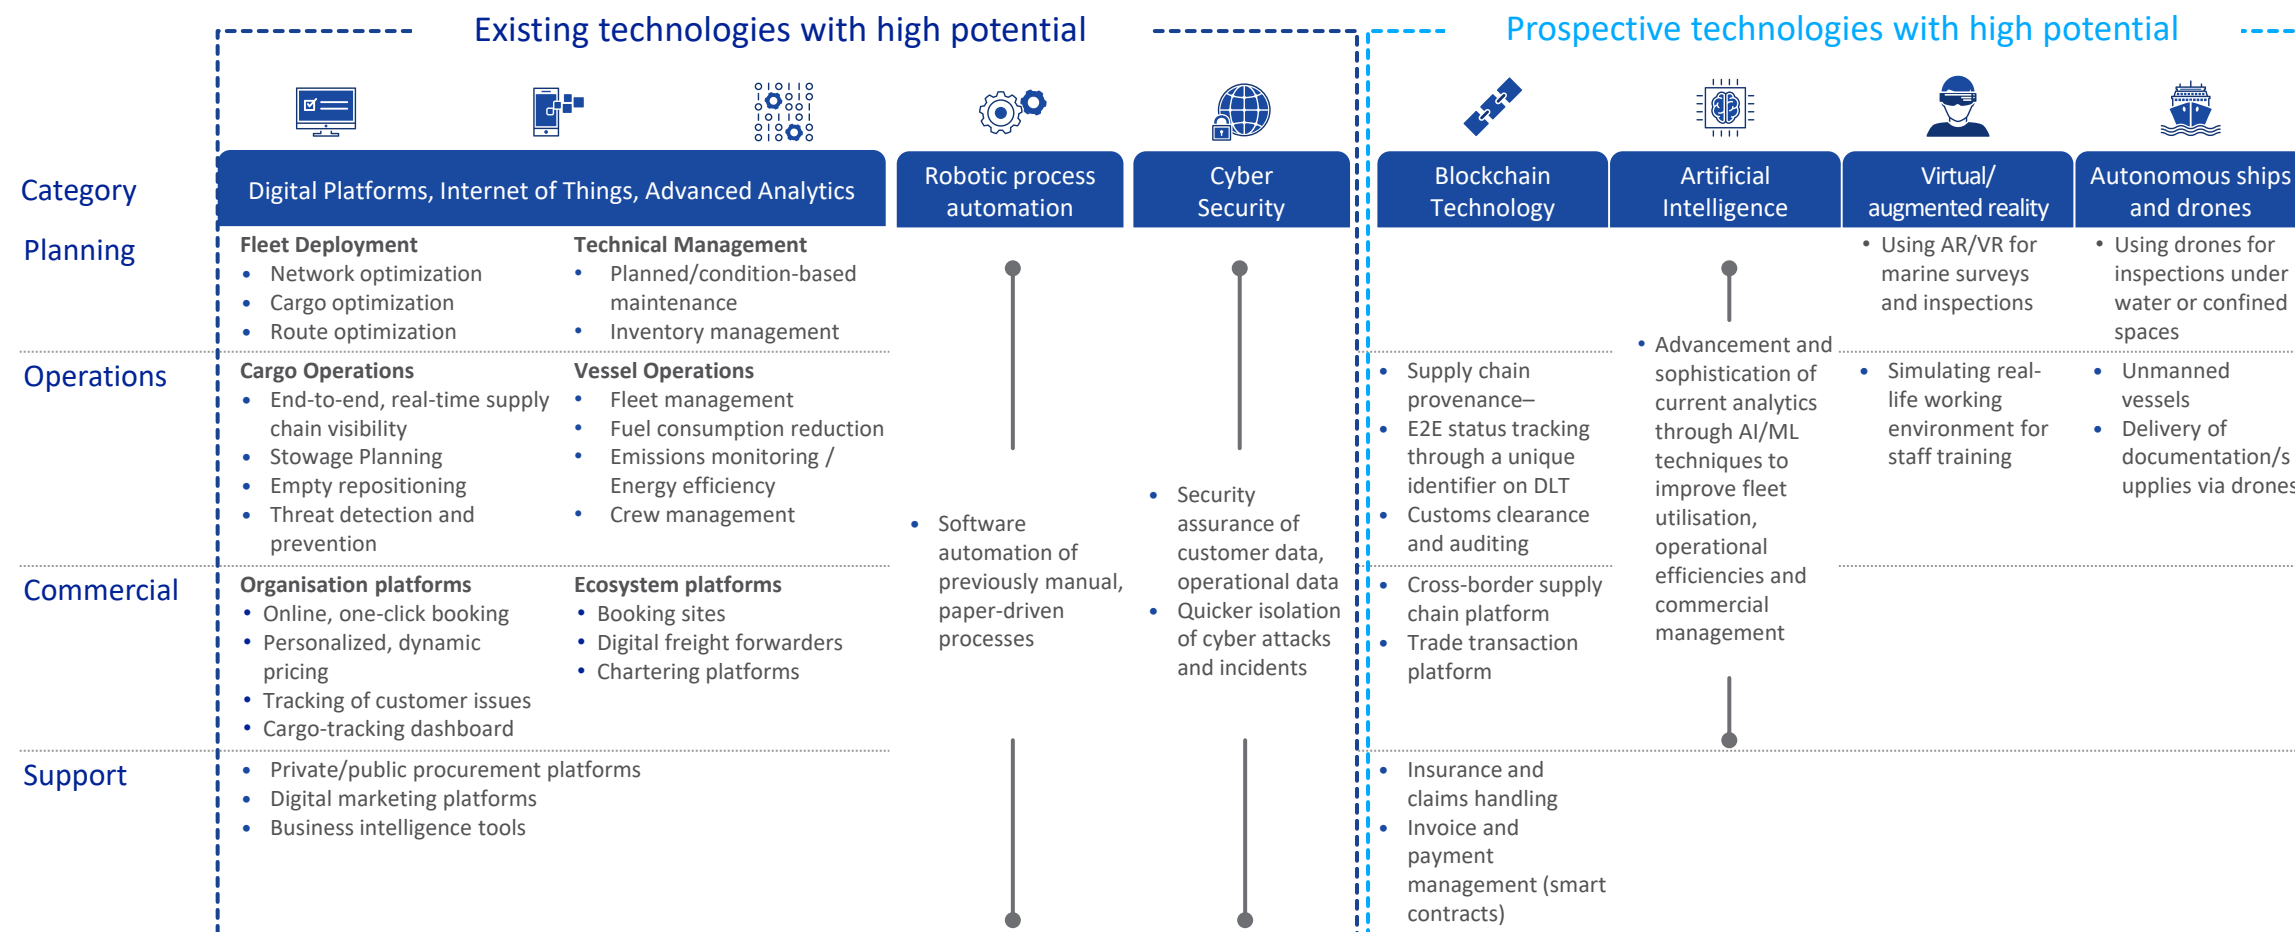 Existing technologies with high potential
Prospective technologies with high potential
Category
Digital Platforms, Internet of Things, Advanced Analytics
Robotic process
automation
Cyber
Security
Blockchain
Technology
Artificial
Intelligence
Virtual/
augmented reality
Autonomous ships
and drones
Planning
Fleet Deployment
• Network optimization
• Cargo optimization
• Route optimization
Technical Management
• Planned/condition-based
maintenance
• Inventory management
• Using AR/VR for
marine surveys
and inspections
• Using drones for
inspections under
water or confined
spaces
Operations
Cargo Operations
• End-to-end, real-time supply
chain visibility
• Stowage Planning
• Empty repositioning
• Threat detection and
prevention
Vessel Operations
• Fleet management
• Fuel consumption reduction
• Emissions monitoring /
Energy efficiency
• Crew management
• Software
automation of
previously manual,
paper-driven
processes
• Security
assurance of
customer data,
operational data
• Quicker isolation
of cyber attacks
and incidents
• Supply chain
provenance–
• E2E status tracking
through a unique
identifier on DLT
• Customs clearance
and auditing
• Advancement and
sophistication of
current analytics
through AI/ML
techniques to
improve fleet
utilisation,
operational
efficiencies and
commercial
management
• Simulating real-
life working
environment for
staff training
• Unmanned
vessels
• Delivery of
documentation/s
upplies via drones
Commercial
Organisation platforms
• Online, one-click booking
• Personalized, dynamic
pricing
• Tracking of customer issues
• Cargo-tracking dashboard
Ecosystem platforms
• Booking sites
• Digital freight forwarders
• Chartering platforms
• Cross-border supply
chain platform
• Trade transaction
platform
Support
• Private/public procurement platforms
• Digital marketing platforms
• Business intelligence tools
• Insurance and
claims handling
• Invoice and
payment
management (smart
contracts)